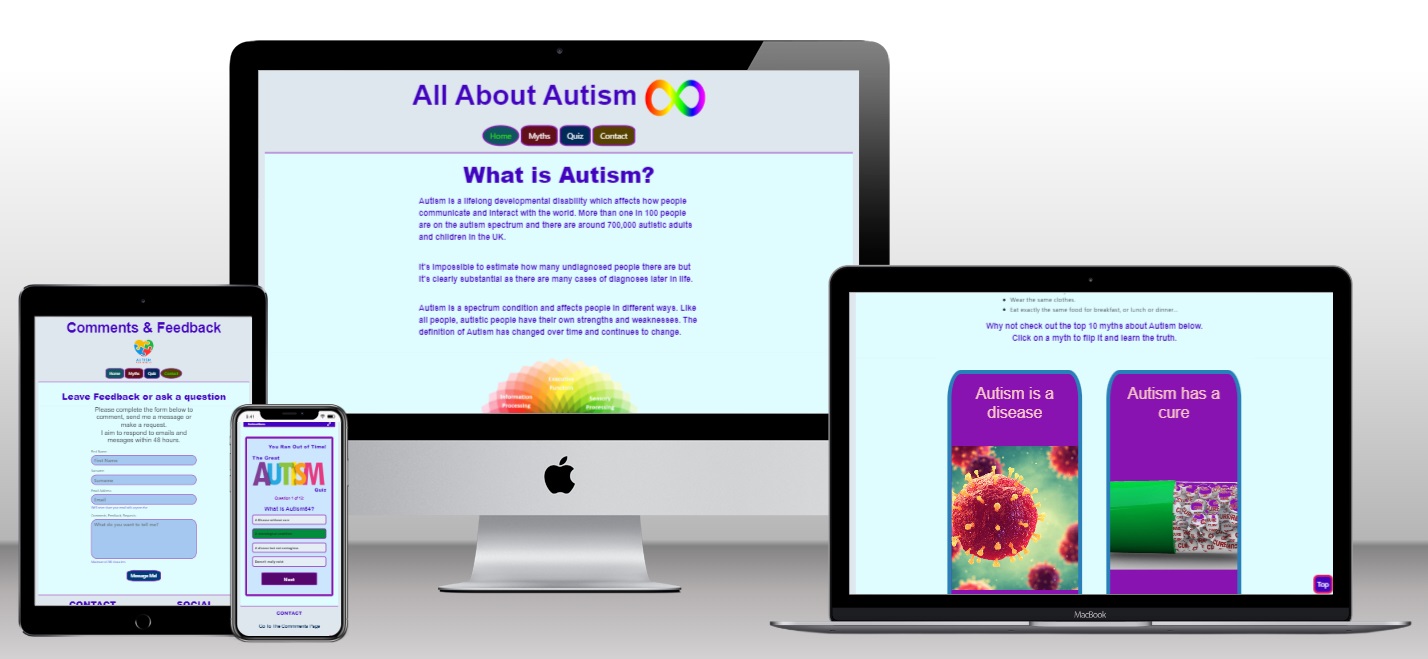 All About Autism
Home Myths Quiz Contact
What is Autism?
Autism is a lifelong developmental disability which affects how people
communicate and interact with the world. More than one in 100 people
are on the autism spectrum and there are around 700,000 autistic adults
and children in the UK.
It's impossible to estimate how many undiagnosed people there are but
it's clearly substantial as there are many cases of diagnoses later in life.
Autism is a spectrum condition and affects people in different ways. Like
all people, autistic people have their own strengths and weaknesses. The
definition of Autism has changed over time and continues to change.
Information
Processing
Sensory
Processing
Comments & Feedback
Home Myths Quiz Contact
Leave Feedback or ask a question
Please complete the form below to
comment, send me a message or
make a request.
I aim to respond to emails and
mesages within 48 hours.
First Name
Surname
Email
What do you want to tell me?
Message Me!
CONTACT SOCIAL
You Ran Out of Time!
The Great
AUTISM
Quiz
Question 1 of 10
What is Autism84?
Next
CONTACT
Go To The Commments Page
Wear the same clothes.
Eat exactly the same food for breakfast, or lunch or dinner...
Why not check out the top 10 myths about Autism below.
Click on a myth to flip it and learn the truth.
Autism is a
disease
Autism has a
cure
Top
MacBook